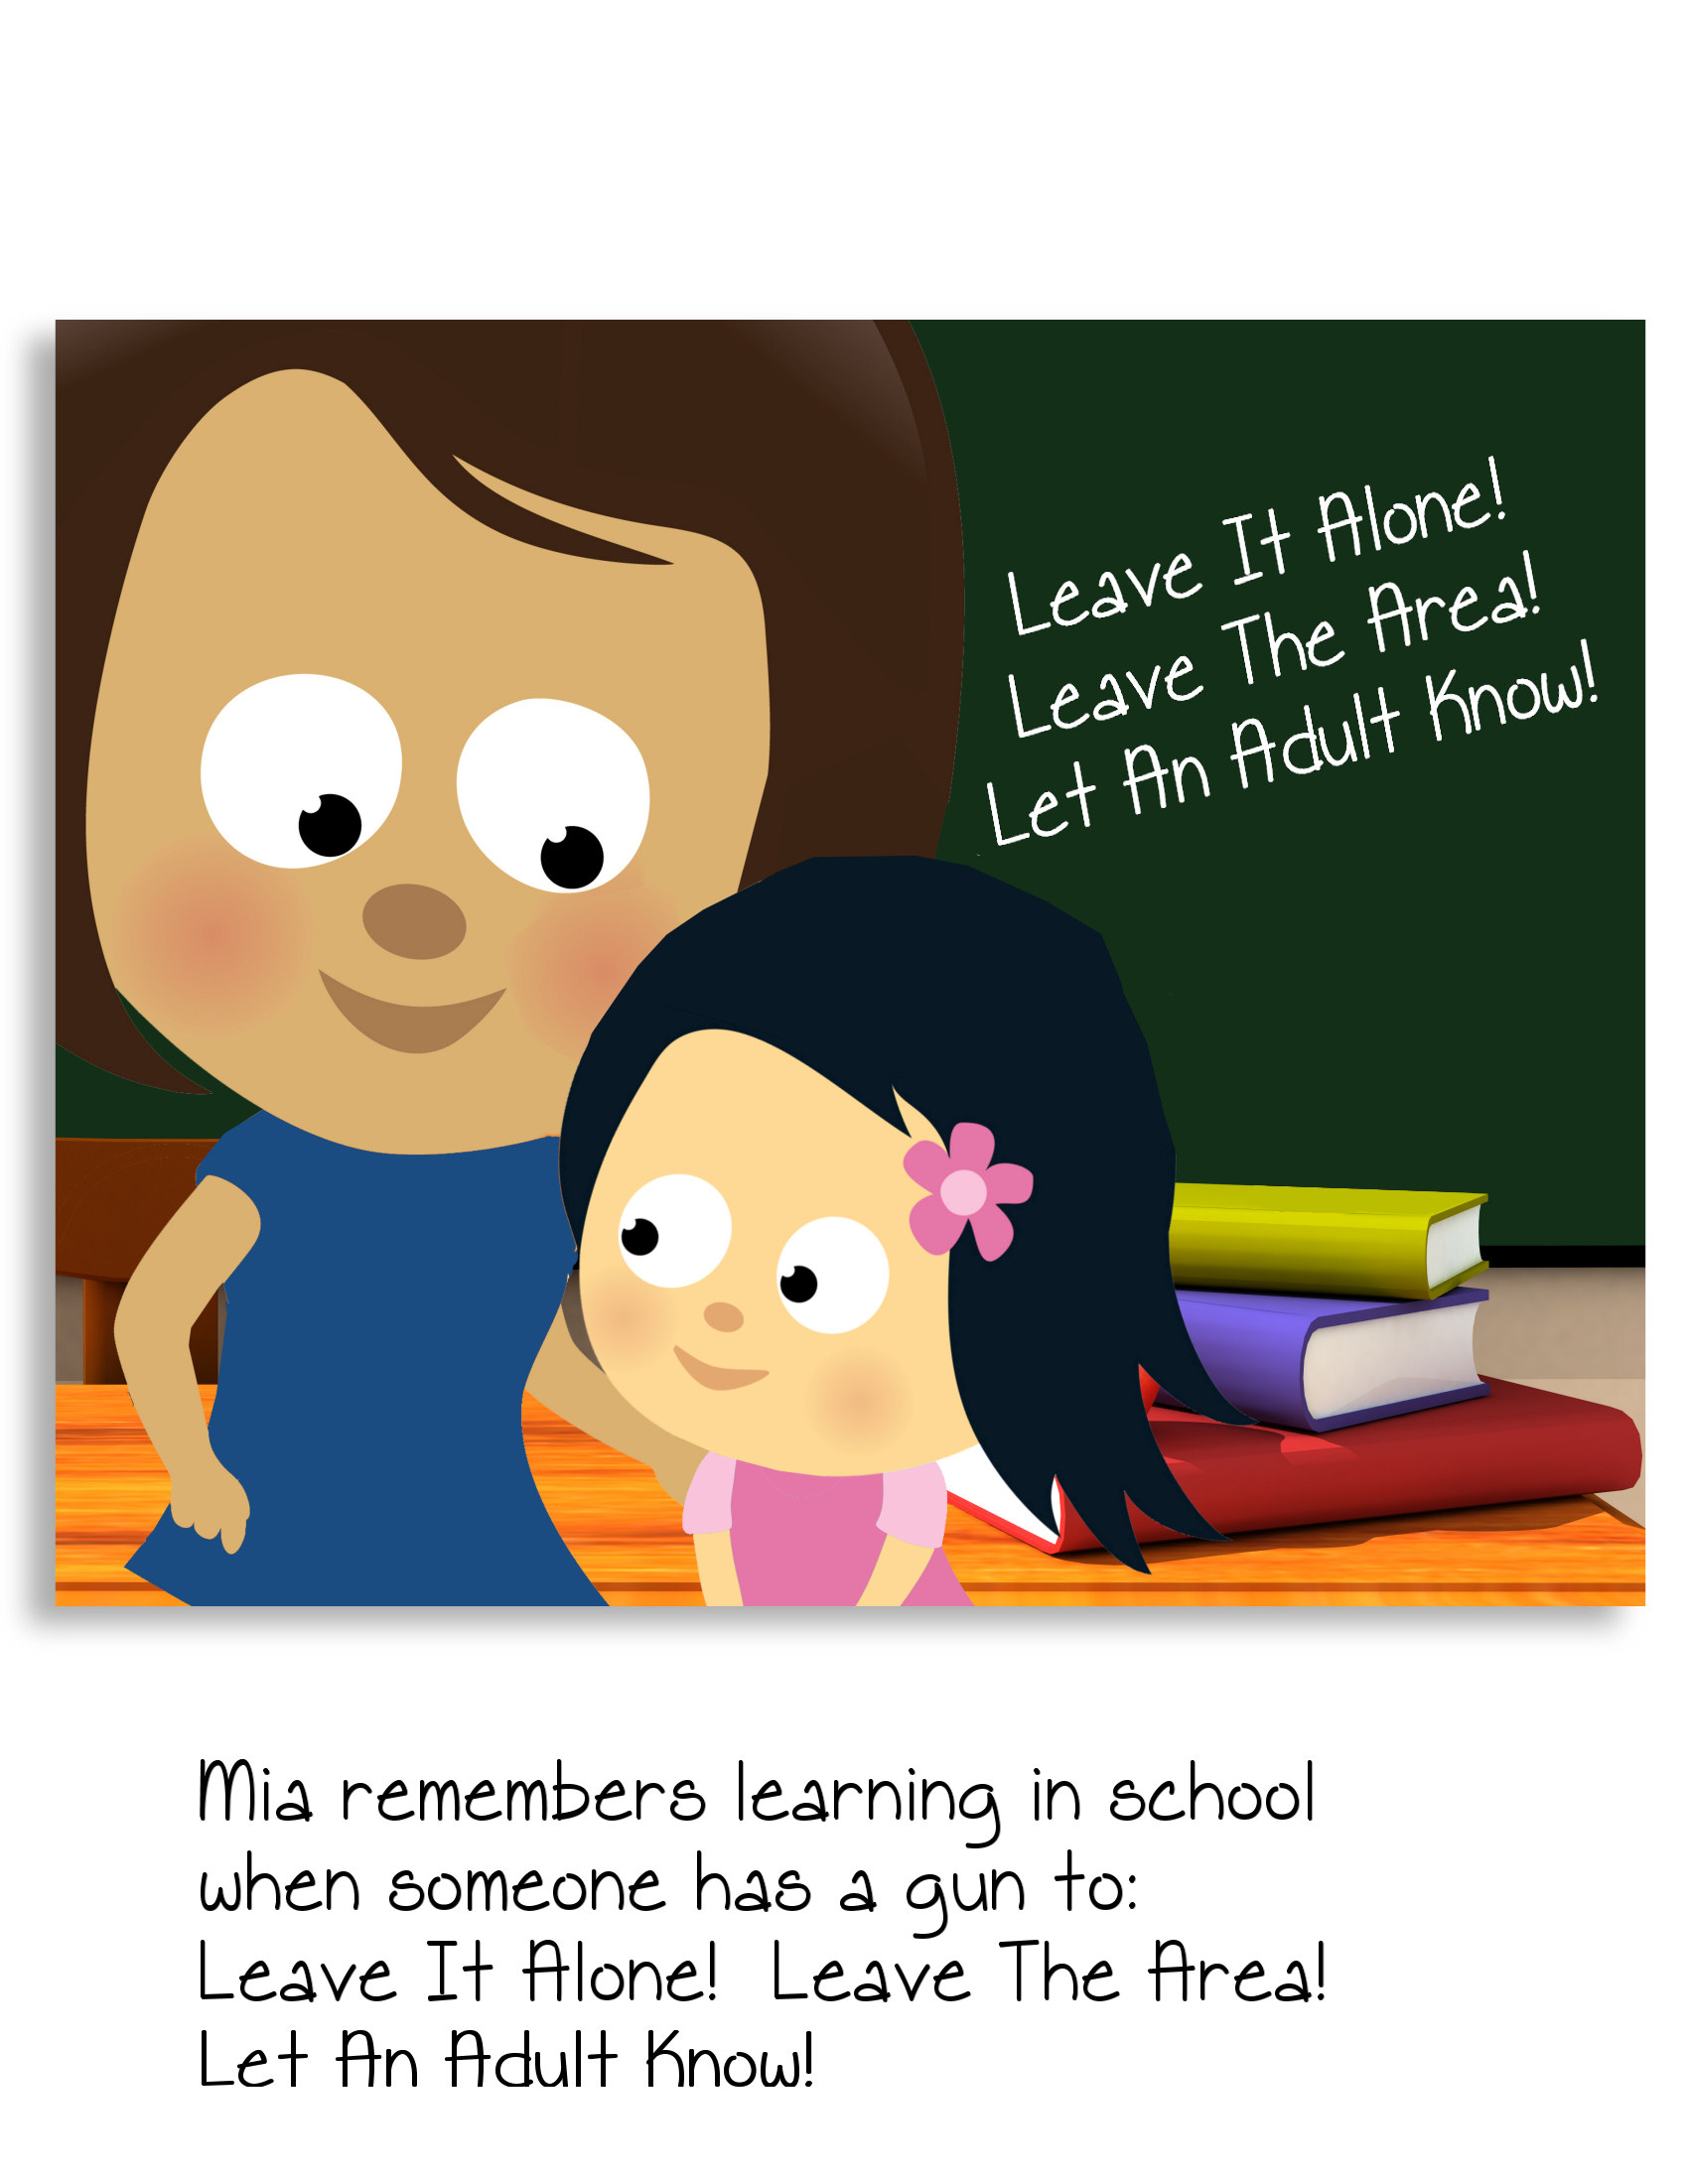 Leave It Alone!
Leave The Area!
Let An Adult Know!
Mia remembers learning in school
when someone has a gun to:
Leave It Alone!  Leave The Area!
Let An Adult Know!